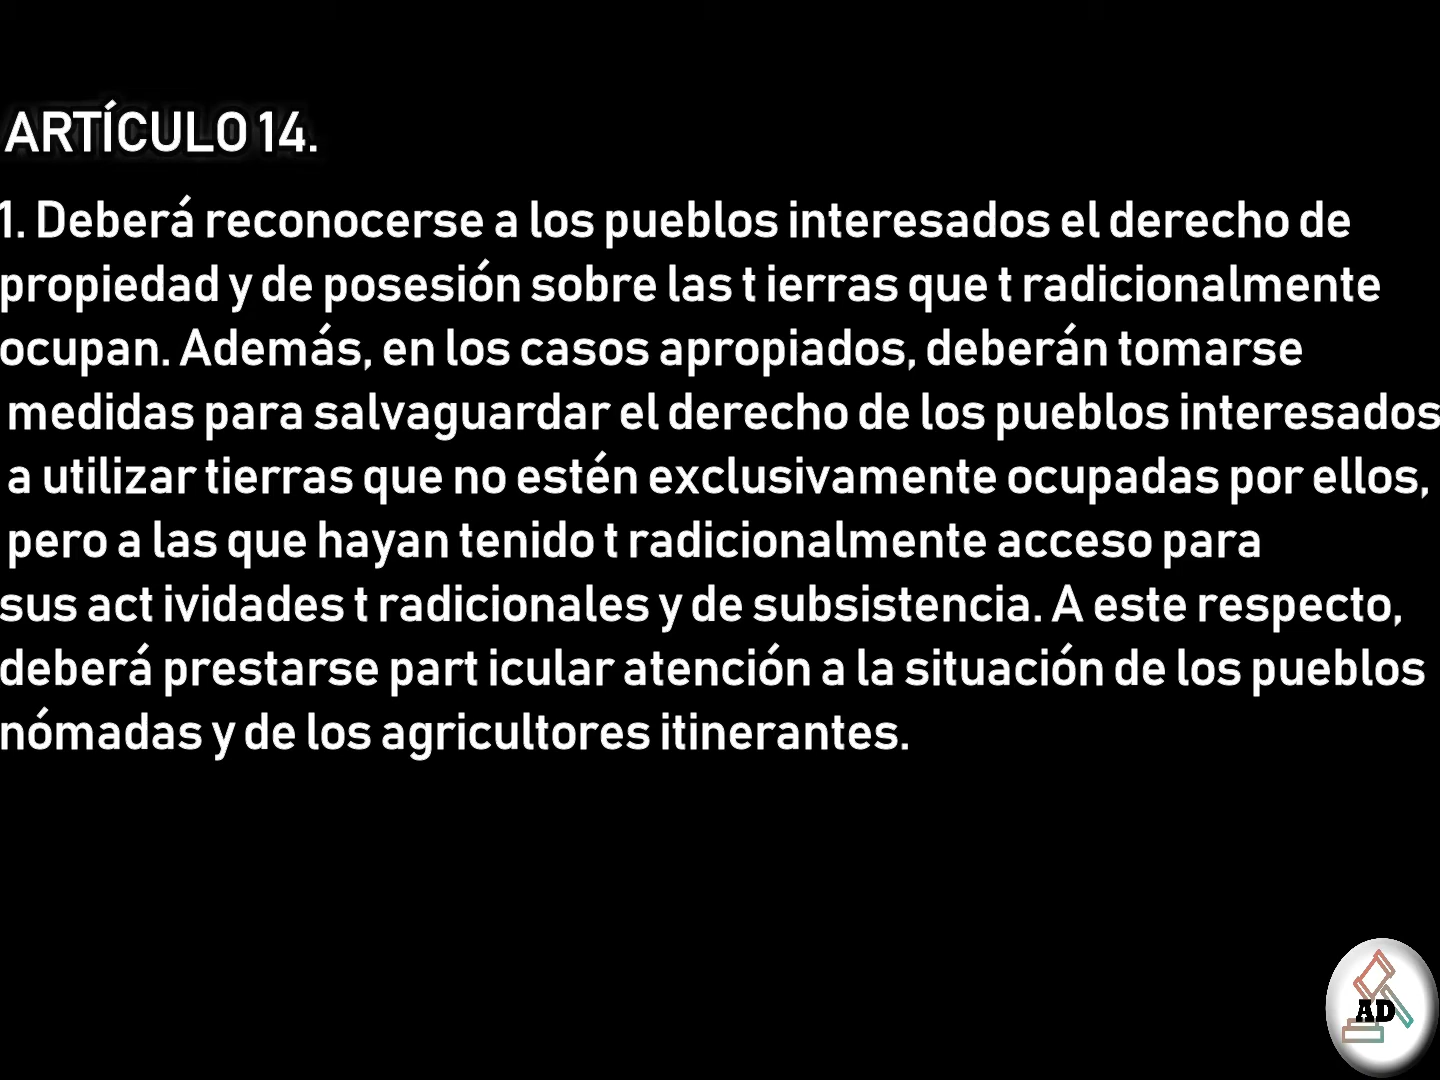 ARTÍCULO 14.
1. Deberá reconocerse a los pueblos interesados el derecho de
propiedad y de posesión sobre las t ierras que t radicionalmente
ocupan. Además, en los casos apropiados, deberán tomarse
medidas para salvaguardar el derecho de los pueblos interesados
a utilizar tierras que no estén exclusivamente ocupadas por ellos,
pero a las que hayan tenido t radicionalmente acceso para
sus act ividades t radicionales y de subsistencia. A este respecto,
deberá prestarse part icular atención a la situación de los pueblos
nómadas y de los agricultores itinerantes.
AD